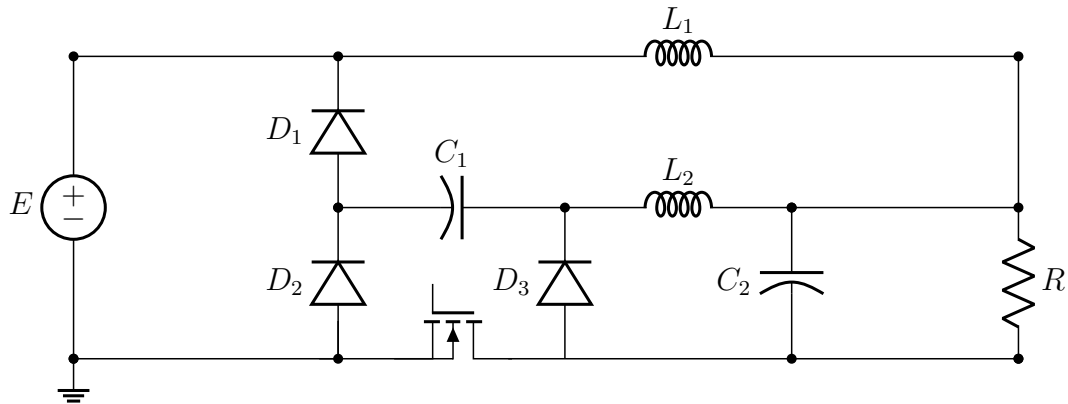 L₁
D₁
C₁
L₂
E
+
−
D₂
D₃
C₂
R